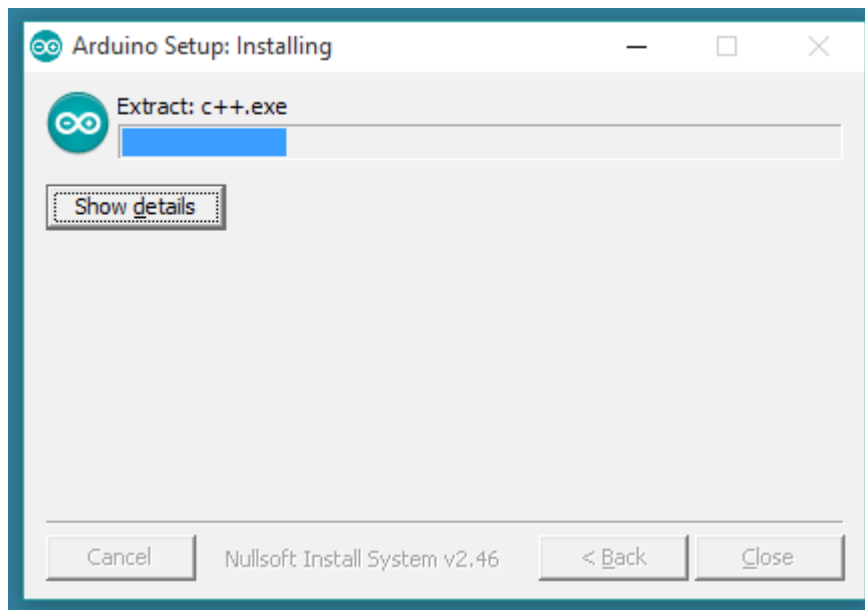 Arduino Setup: Installing
Extract: c++.exe
Show details
Cancel
Nullsoft Install System v2.46
< Back
Close